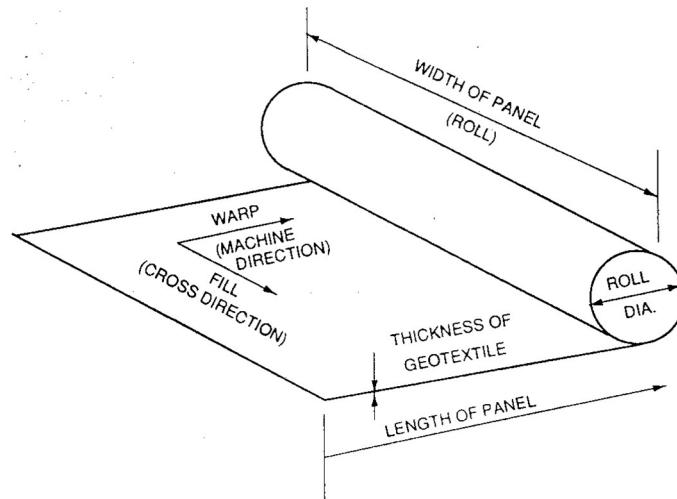 WIDTH OF PANEL
(ROLL)
WARP
(MACHINE
DIRECTION)
FILL
(CROSS DIRECTION)
ROLL
DIA.
THICKNESS OF
GEOTEXTILE
LENGTH OF PANEL